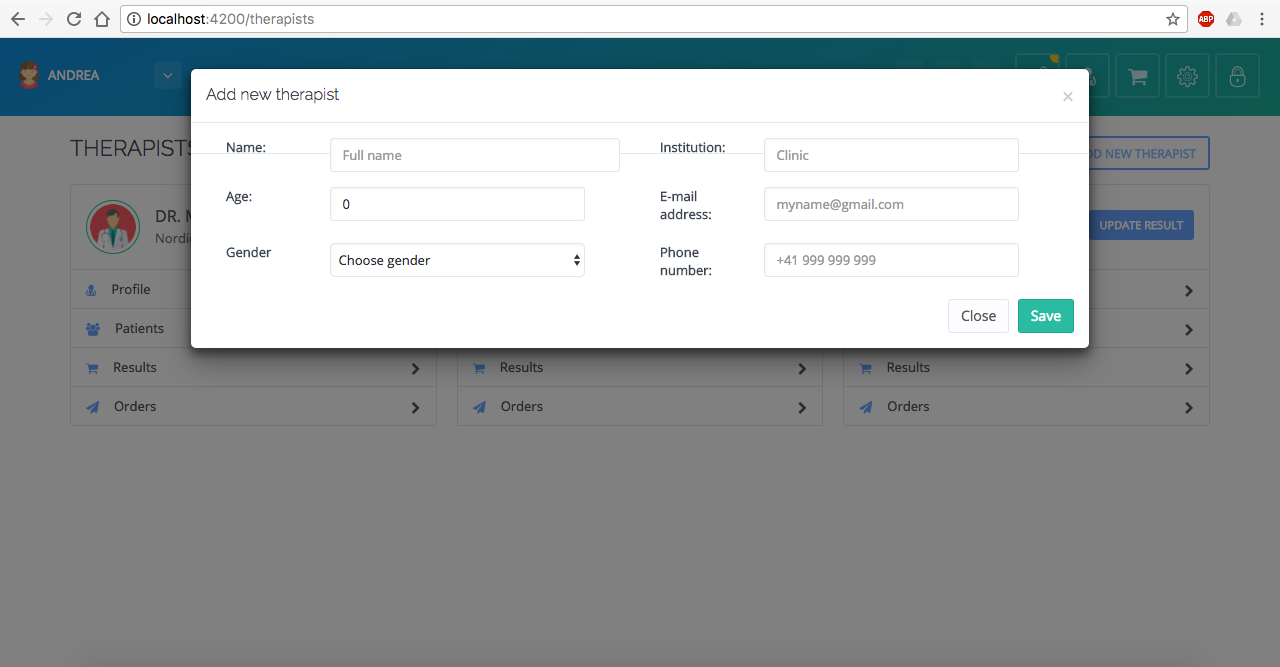 localhost:4200/therapists
ABP
ANDREA
Add new therapist
×
THERAPISTS
NEW THERAPIST
Name:
Full name
Institution:
Clinic
Age:
0
E-mail address:
myname@gmail.com
Gender
Choose gender
Phone number:
+41 999 999 999
Close
Save
DR.
UPDATE RESULT
Profile
Patients
Results
Orders
Results
Orders
Results
Orders